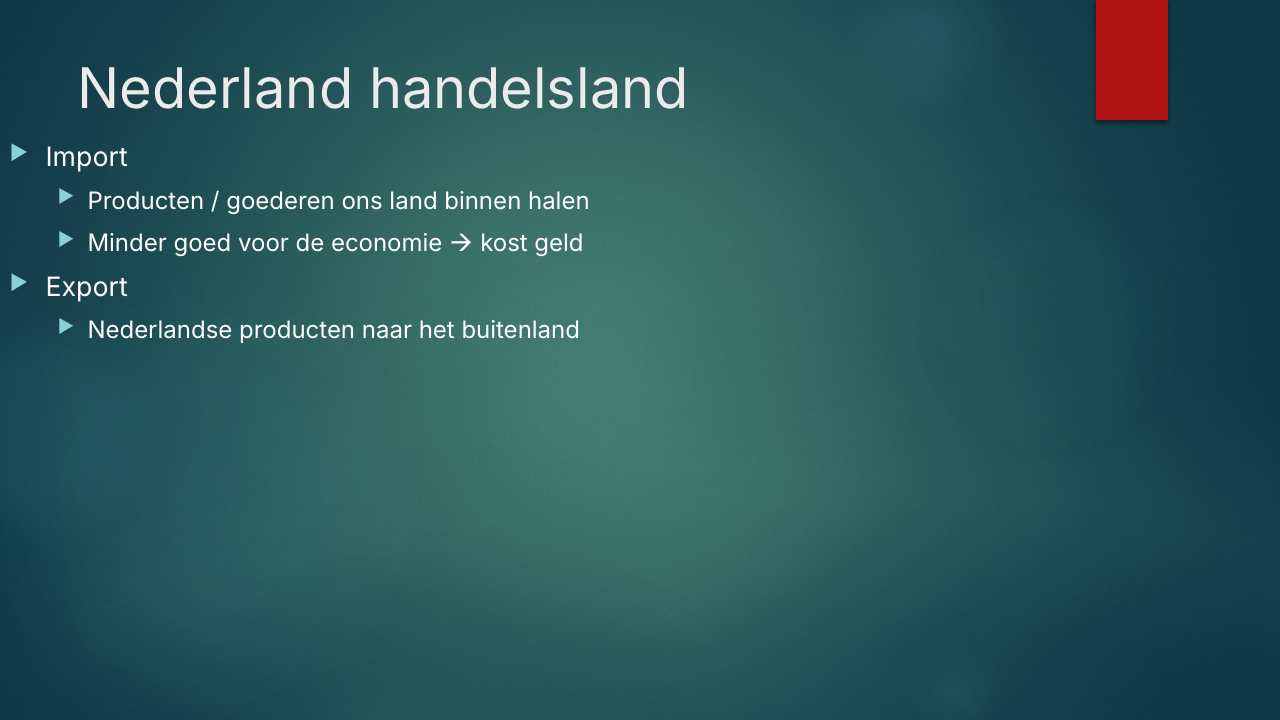 Nederland handelsland
Import
Producten / goederen ons land binnen halen
Minder goed voor de economie → kost geld
Export
Nederlandse producten naar het buitenland